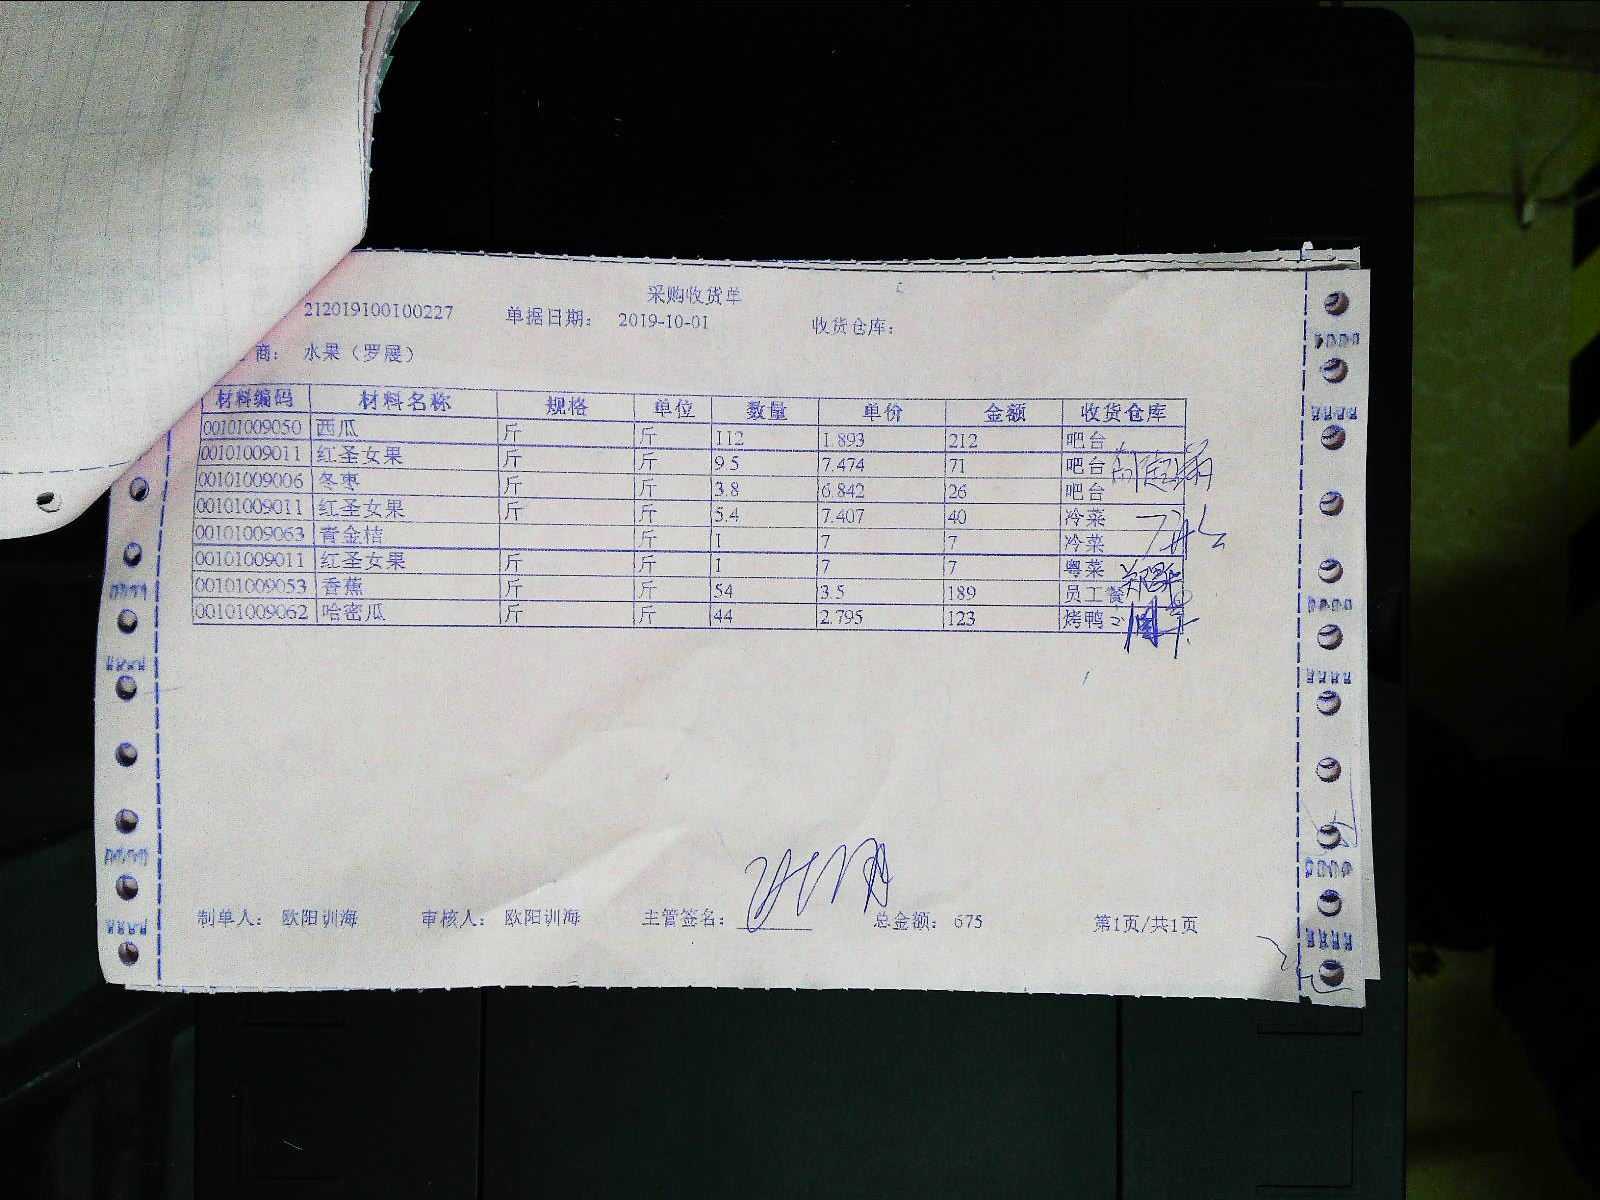 采购收货单
212019100100227 单据日期： 2019-10-01 收货仓库：
商： 水果（罗晟）
材料编码 材料名称 规格 单位 数量 单价 金额 收货仓库
00101009050 西瓜 斤 斤 112 1.893 212 吧台
00101009011 红圣女果 斤 斤 9.5 7.474 71 吧台
00101009006 冬枣 斤 斤 3.8 6.842 26 吧台
00101009011 红圣女果 斤 斤 5.4 7.407 40 冷菜
00101009063 青金桔 斤 1 7 7 冷菜
00101009011 红圣女果 斤 斤 1 7 7 粤菜
00101009053 香蕉 斤 斤 54 3.5 189 员工餐
00101009062 哈密瓜 斤 斤 44 2.795 123 烤鸭
制单人： 欧阳训海 审核人： 欧阳训海 主管签名： 总金额： 675 第1页/共1页